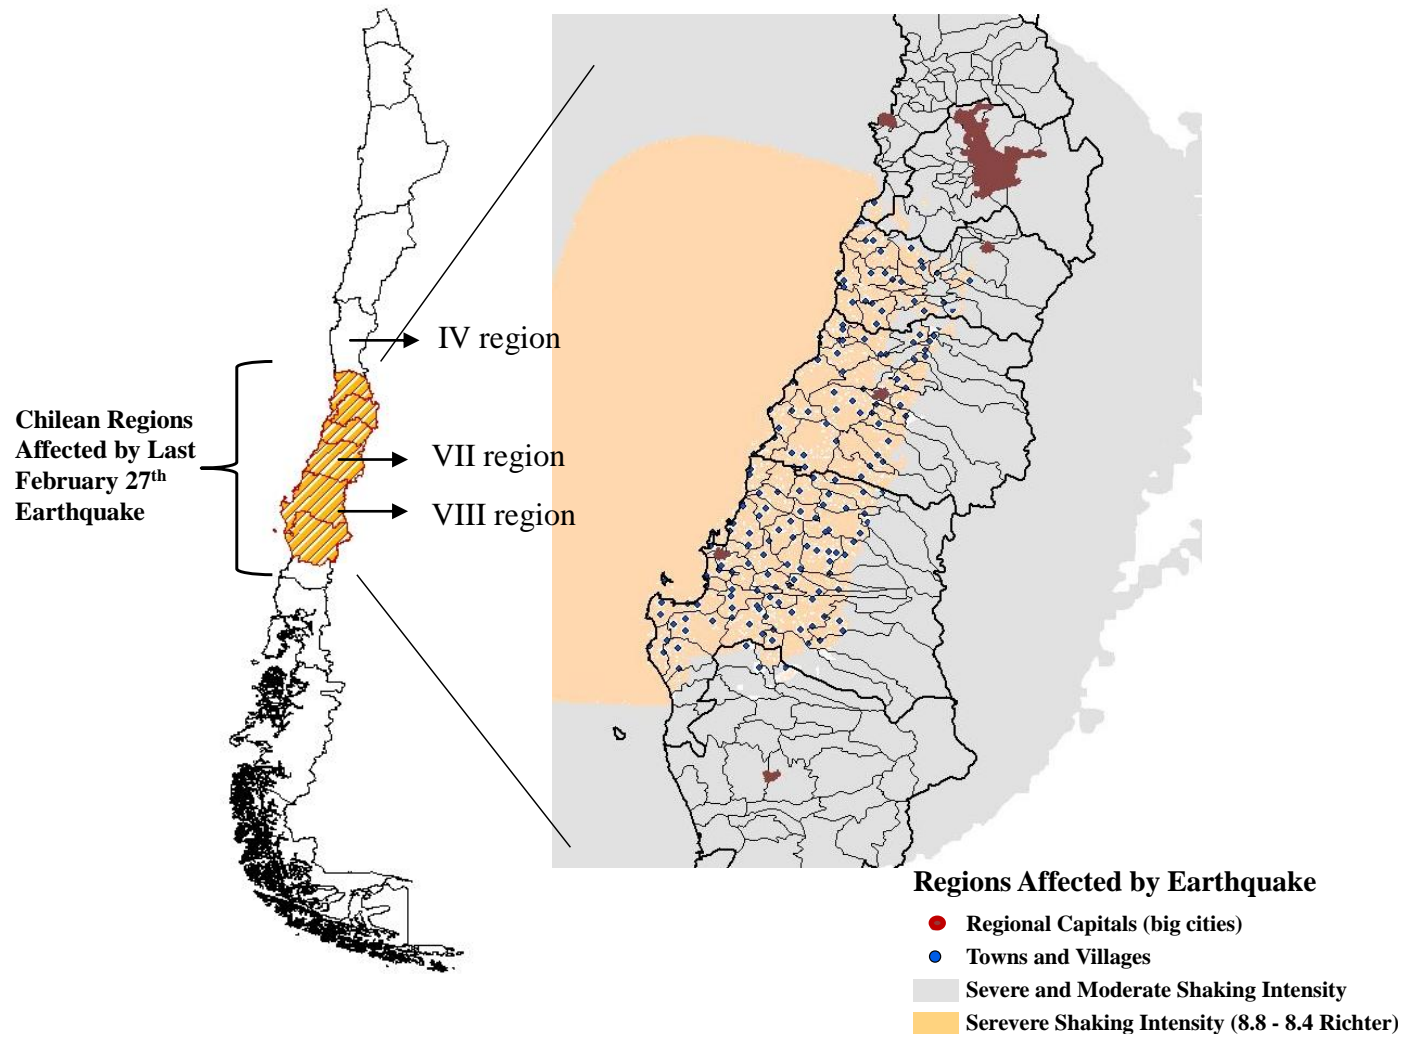 IV region
Chilean Regions
Affected by Last
February 27th
Earthquake
VII region
VIII region
Regions Affected by Earthquake
Regional Capitals (big cities)
Towns and Villages
Severe and Moderate Shaking Intensity
Serevere Shaking Intensity (8.8 - 8.4 Richter)